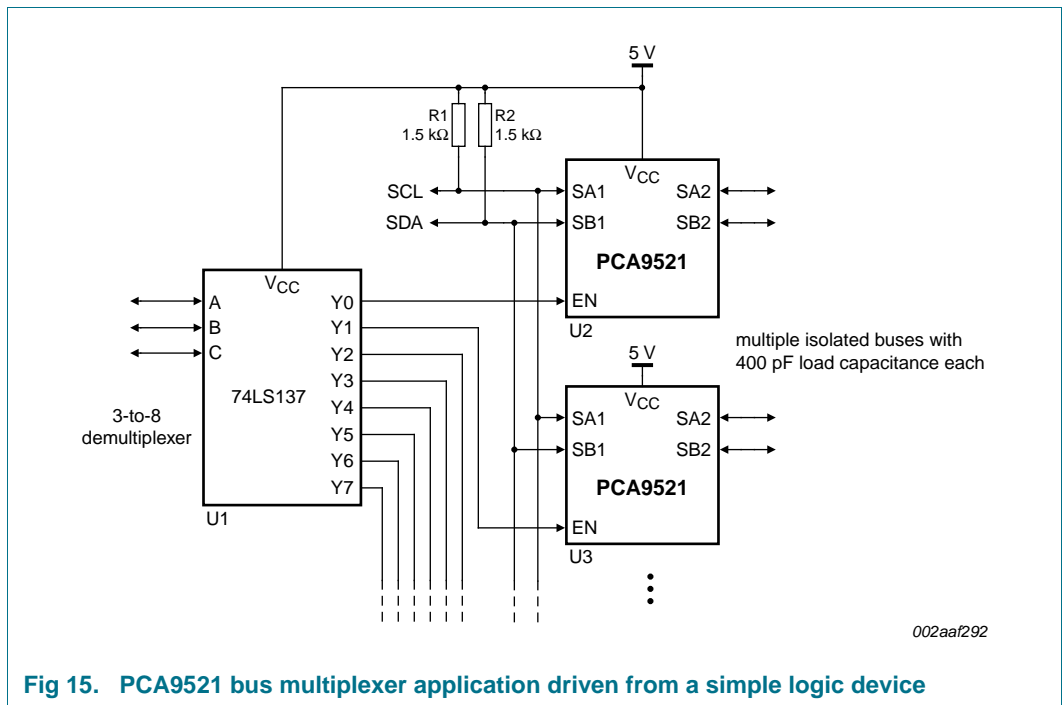 5 V
R1
1.5 kΩ
R2
1.5 kΩ
VCC
SCL
SA1
SA2
SDA
SB1
SB2
PCA9521
EN
U2
VCC
A
B
C
Y0
Y1
Y2
Y3
Y4
Y5
Y6
Y7
74LS137
3-to-8
demultiplexer
U1
multiple isolated buses with
400 pF load capacitance each
5 V
VCC
SA1
SA2
SB1
SB2
PCA9521
EN
U3
002aaf292
Fig 15. PCA9521 bus multiplexer application driven from a simple logic device